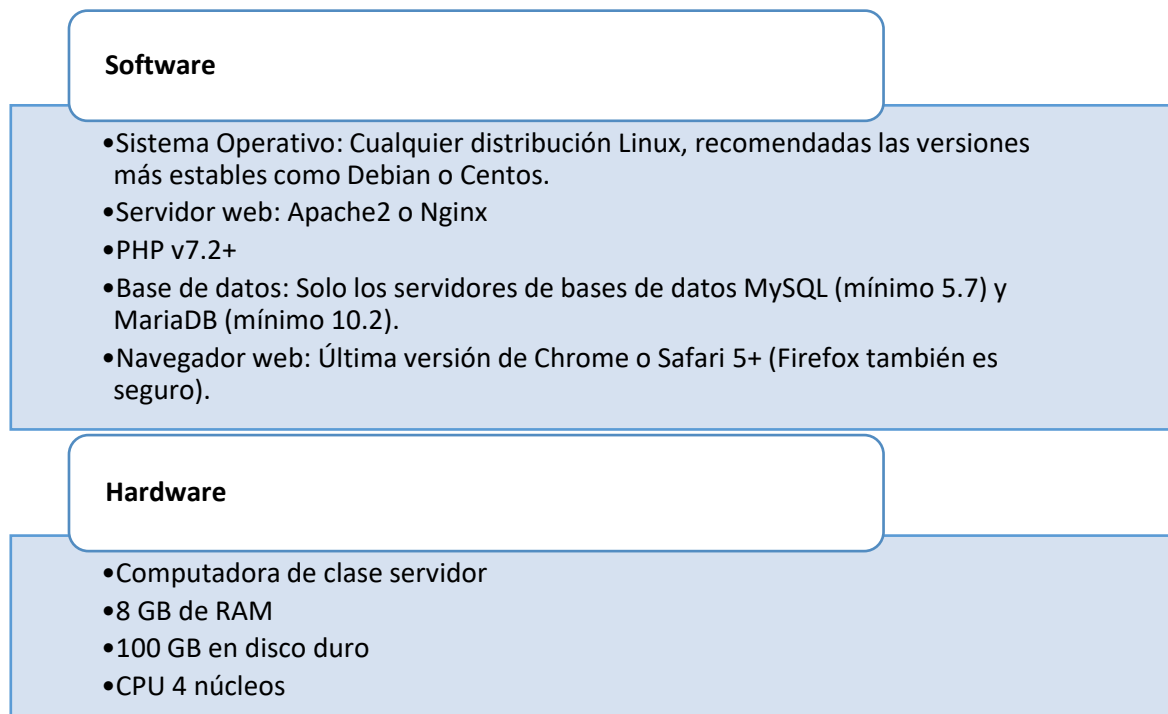 Software
•Sistema Operativo: Cualquier distribución Linux, recomendadas las versiones
más estables como Debian o Centos.
•Servidor web: Apache2 o Nginx
•PHP v7.2+
•Base de datos: Solo los servidores de bases de datos MySQL (mínimo 5.7) y
MariaDB (mínimo 10.2).
•Navegador web: Última versión de Chrome o Safari 5+ (Firefox también es
seguro).
Hardware
•Computadora de clase servidor
•8 GB de RAM
•100 GB en disco duro
•CPU 4 núcleos